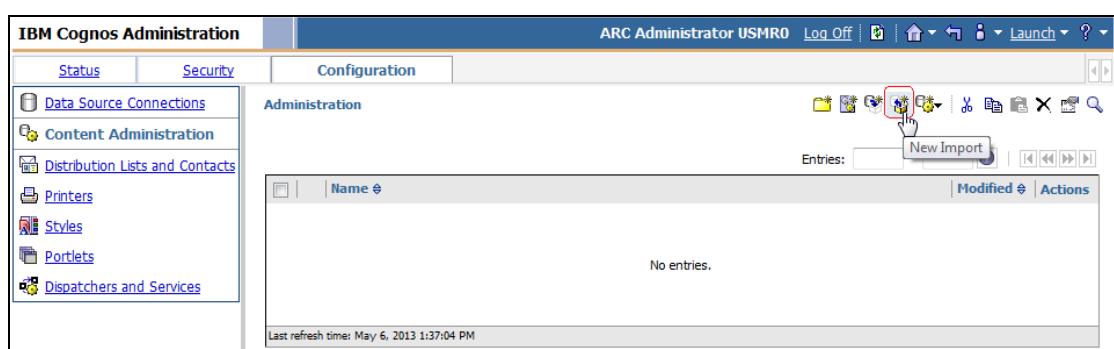 IBM Cognos Administration
ARC Administrator USMR0 Log Off Launch ?
Status Security Configuration
Data Source Connections
Content Administration
Distribution Lists and Contacts
Printers
Styles
Portlets
Dispatchers and Services
Administration
New Import
Entries:
Name Modified Actions
No entries.
Last refresh time: May 6, 2013 1:37:04 PM